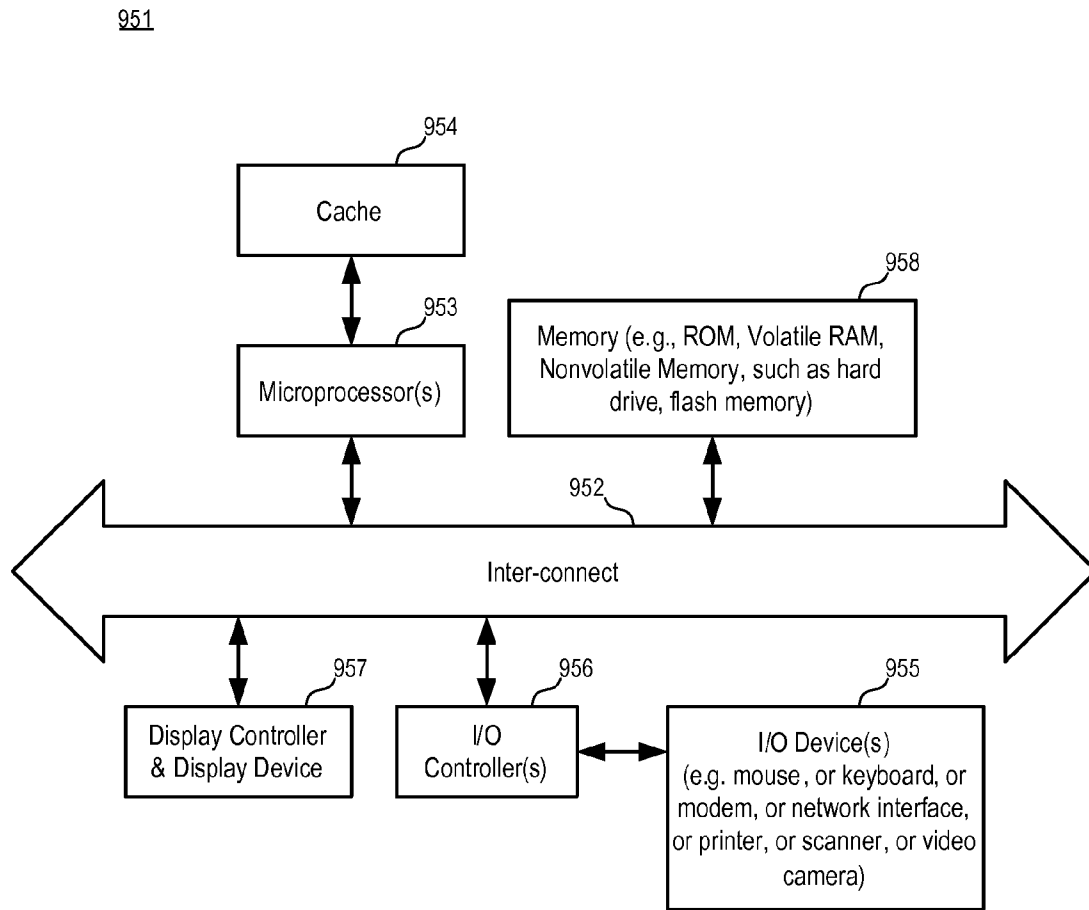 951
954
Cache
953
Microprocessor(s)
958
Memory (e.g., ROM, Volatile RAM,
Nonvolatile Memory, such as hard
drive, flash memory)
952
Inter-connect
957
Display Controller
& Display Device
956
I/O
Controller(s)
955
I/O Device(s)
(e.g. mouse, or keyboard, or
modem, or network interface,
or printer, or scanner, or video
camera)